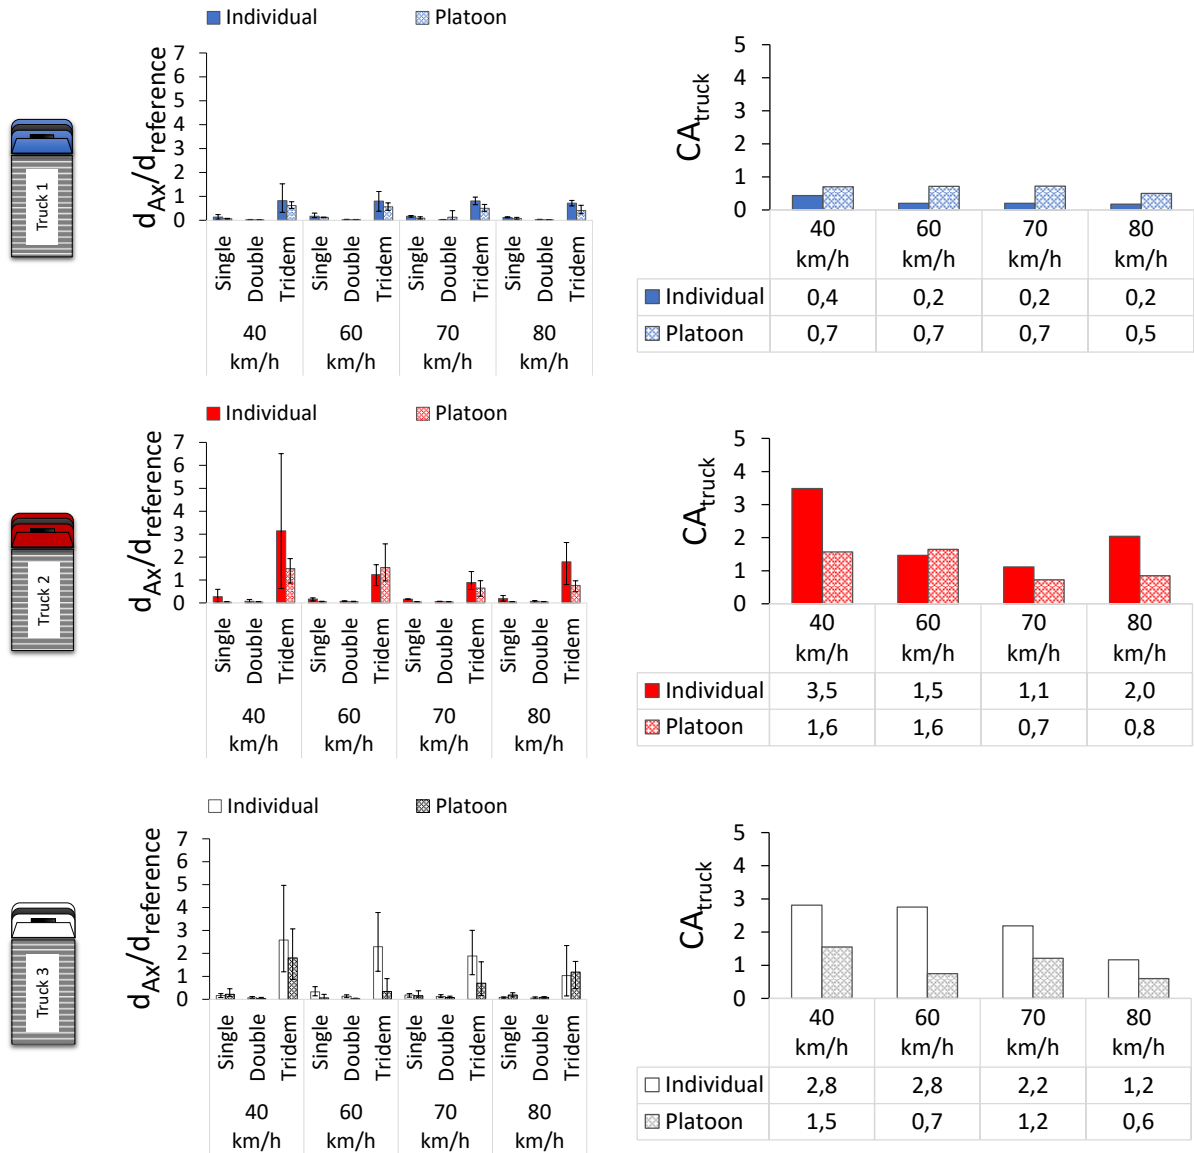 Individual Platoon
7
6
5
4
3
2
1
0
d_Ax/d_reference
Single Double Tridem Single Double Tridem Single Double Tridem Single Double Tridem
40 60 70 80
km/h km/h km/h km/h
Truck 1
5
4
3
2
1
0
CA_truck
40 60 70 80
km/h km/h km/h km/h
Individual 0,4 0,2 0,2 0,2
Platoon 0,7 0,7 0,7 0,5
Individual Platoon
7
6
5
4
3
2
1
0
d_Ax/d_reference
Single Double Tridem Single Double Tridem Single Double Tridem Single Double Tridem
40 60 70 80
km/h km/h km/h km/h
Truck 2
5
4
3
2
1
0
CA_truck
40 60 70 80
km/h km/h km/h km/h
Individual 3,5 1,5 1,1 2,0
Platoon 1,6 1,6 0,7 0,8
Individual Platoon
7
6
5
4
3
2
1
0
d_Ax/d_reference
Single Double Tridem Single Double Tridem Single Double Tridem Single Double Tridem
40 60 70 80
km/h km/h km/h km/h
Truck 3
5
4
3
2
1
0
CA_truck
40 60 70 80
km/h km/h km/h km/h
Individual 2,8 2,8 2,2 1,2
Platoon 1,5 0,7 1,2 0,6